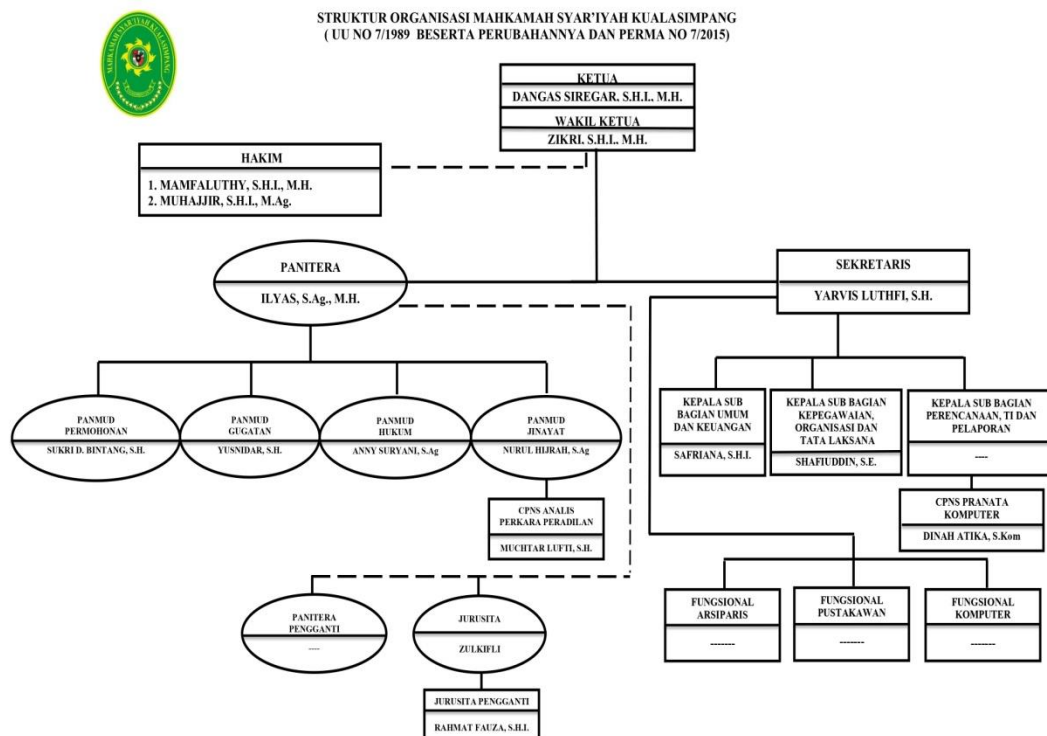 STRUKTUR ORGANISASI MAHKAMAH SYAR'IYAH KUALASIMPANG
( UU NO 7/1989 BESERTA PERUBAHANNYA DAN PERMA NO 7/2015)
MAHKAMAH SYAR'IYAH KUALASIMPANG
KETUA
DANGAS SIREGAR, S.H.I., M.H.
WAKIL KETUA
ZIKRI, S.H.I., M.H.
HAKIM
1. MAMFALUTHY, S.H.I., M.H.
2. MUHAJJIR, S.H.I., M.Ag.
PANITERA
ILYAS, S.Ag., M.H.
SEKRETARIS
YARVIS LUTHFI, S.H.
PANMUD
PERMOHONAN
SUKRI D. BINTANG, S.H.
PANMUD
GUGATAN
YUSNIDAR, S.H.
PANMUD
HUKUM
ANNY SURYANI, S.Ag
PANMUD
JINAYAT
NURUL HIJRAH, S.Ag
KEPALA SUB
BAGIAN UMUM
DAN KEUANGAN
SAFRIANA, S.H.I.
KEPALA SUB BAGIAN
KEPEGAWAIAN,
ORGANISASI DAN
TATA LAKSANA
SHAFIUDDIN, S.E.
KEPALA SUB BAGIAN
PERENCANAAN, TI DAN
PELAPORAN
----
CPNS ANALIS
PERKARA PERADILAN
MUCHTAR LUFTI, S.H.
CPNS PRANATA
KOMPUTER
DINAH ATIKA, S.Kom
PANITERA
PENGGANTI
----
JURUSITA
ZULKIFLI
FUNGSIONAL
ARSIPARIS
-------
FUNGSIONAL
PUSTAKAWAN
-------
FUNGSIONAL
KOMPUTER
-------
JURUSITA PENGGANTI
RAHMAT FAUZA, S.H.I.